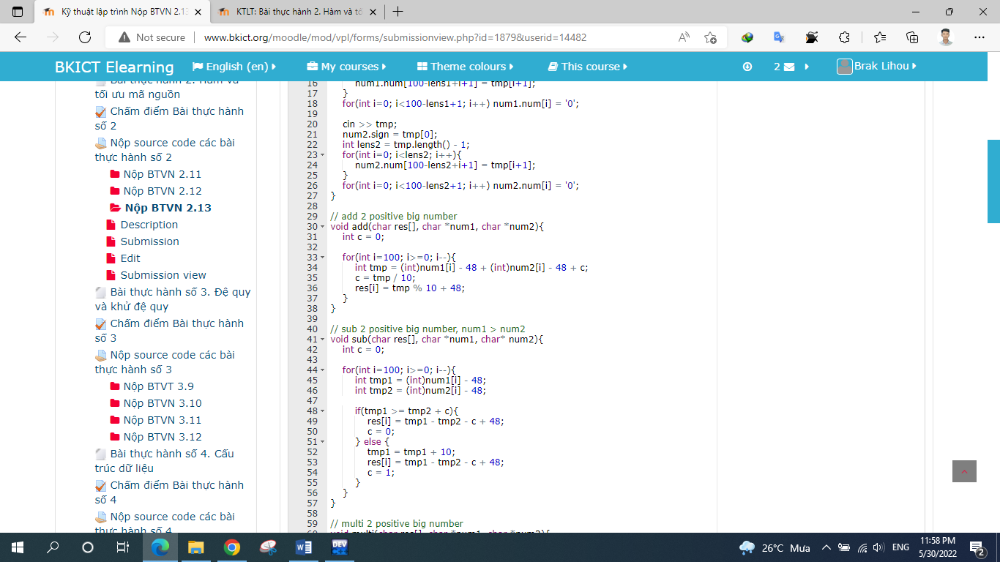 Kỹ thuật lập trình Nộp BTVN 2.13
KTLT: Bài thực hành 2. Hàm và tối
Not secure
www.bkict.org/moodle/mod/vpl/forms/submissionview.php?id=1879&userid=14482
BKICT Elearning
English (en)
My courses
Theme colours
This course
2
Brak Lihou
Bài thực hành 2. Hàm và
tối ưu mã nguồn
Chấm điểm Bài thực hành
số 2
Nộp source code các bài
thực hành số 2
Nộp BTVN 2.11
Nộp BTVN 2.12
Nộp BTVN 2.13
Description
Submission
Edit
Submission view
Bài thực hành số 3. Đệ quy
và khử đệ quy
Chấm điểm Bài thực hành
số 3
Nộp source code các bài
thực hành số 3
Nộp BTVT 3.9
Nộp BTVN 3.10
Nộp BTVN 3.11
Nộp BTVN 3.12
Bài thực hành số 4. Cấu
trúc dữ liệu
Chấm điểm Bài thực hành
số 4
Nộp source code các bài
thực hành số 4
16 num1.num[100-lens1+i+1] = tmp[i+1];
17 }
18 for(int i=0; i<100-lens1+1; i++) num1.num[i] = '0';
19
20 cin >> tmp;
21 num2.sign = tmp[0];
22 int lens2 = tmp.length() - 1;
23 for(int i=0; i<lens2; i++){
24 num2.num[100-lens2+i+1] = tmp[i+1];
25 }
26 for(int i=0; i<100-lens2+1; i++) num2.num[i] = '0';
27 }
28
29 // add 2 positive big number
30 void add(char res[], char *num1, char *num2){
31 int c = 0;
32
33 for(int i=100; i>=0; i--){
34 int tmp = (int)num1[i] - 48 + (int)num2[i] - 48 + c;
35 c = tmp / 10;
36 res[i] = tmp % 10 + 48;
37 }
38 }
39
40 // sub 2 positive big number, num1 > num2
41 void sub(char res[], char *num1, char* num2){
42 int c = 0;
43
44 for(int i=100; i>=0; i--){
45 int tmp1 = (int)num1[i] - 48;
46 int tmp2 = (int)num2[i] - 48;
47
48 if(tmp1 >= tmp2 + c){
49 res[i] = tmp1 - tmp2 - c + 48;
50 c = 0;
51 } else {
52 tmp1 = tmp1 + 10;
53 res[i] = tmp1 - tmp2 - c + 48;
54 c = 1;
55 }
56 }
57 }
58
59 // multi 2 positive big number
60 void multi(char res[], char *num1, char *num2){
DEV
26°C Mưa
ENG
11:58 PM
5/30/2022
2